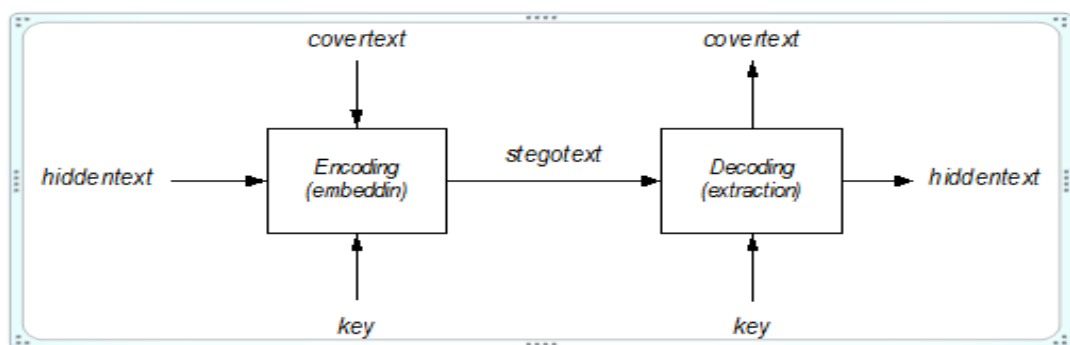 covertext
covertext
hiddentext
Encoding
(embeddin)
stegotext
Decoding
(extraction)
hiddentext
key
key